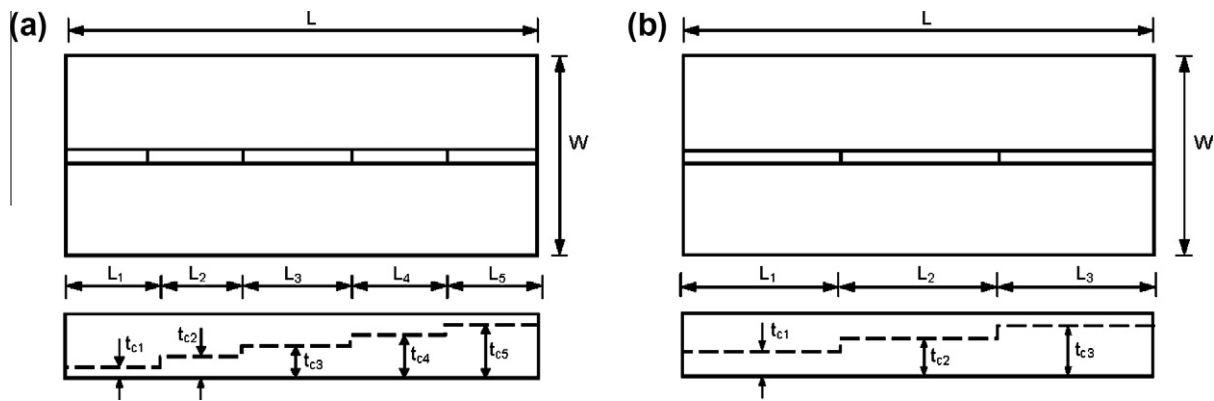 (a)
L
W
L₁ L₂ L₃ L₄ L₅
tc1 tc2 tc3 tc4 tc5
(b)
L
W
L₁ L₂ L₃
tc1 tc2 tc3